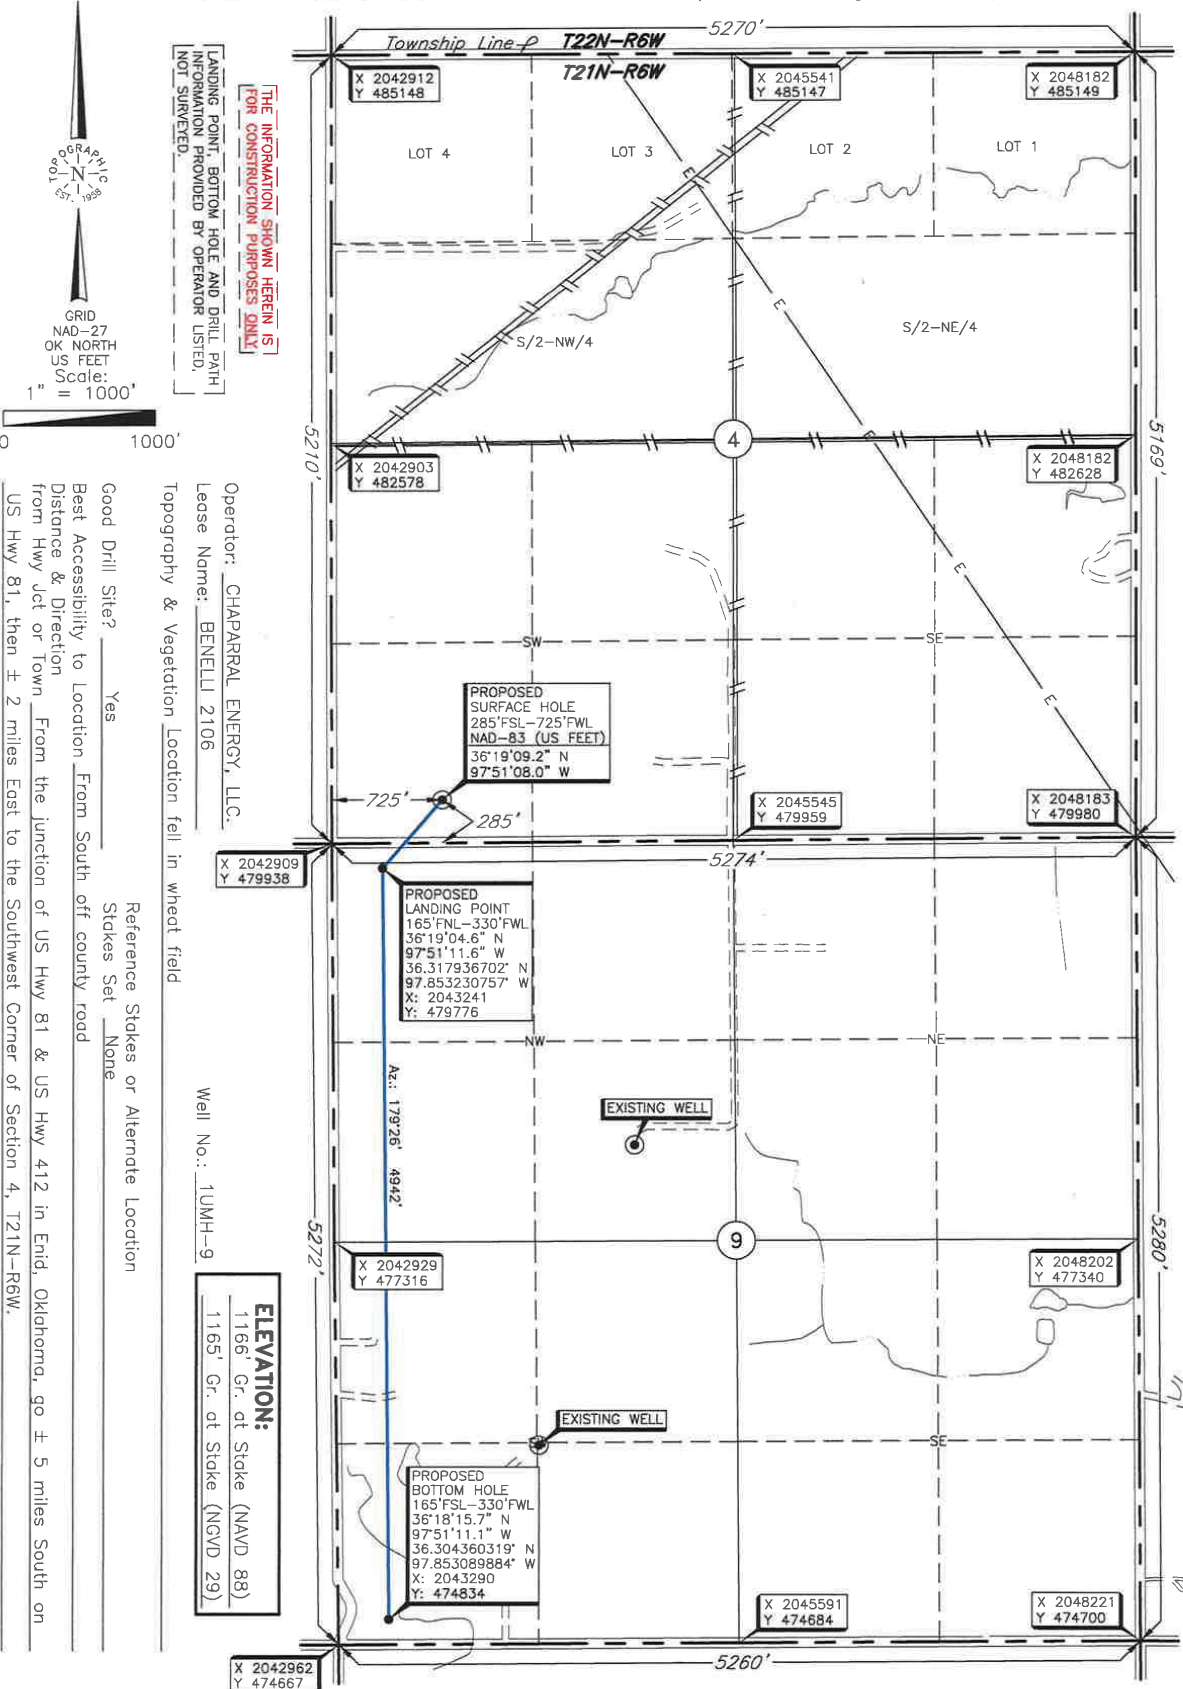 5270'
Township Line
T22N-R6W
T21N-R6W
X 2042912
Y 485148
X 2045541
Y 485147
X 2048182
Y 485149
LOT 4
LOT 3
LOT 2
LOT 1
E
TOPOGRAPHIC
N
EST. 1958
GRID
NAD-27
OK NORTH
US FEET
Scale:
1" = 1000'
0
1000'
LANDING POINT, BOTTOM HOLE AND DRILL PATH
INFORMATION PROVIDED BY OPERATOR LISTED,
NOT SURVEYED.
THE INFORMATION SHOWN HEREIN IS
FOR CONSTRUCTION PURPOSES ONLY
E
S/2-NW/4
S/2-NE/4
5210'
4
E
5169'
X 2042903
Y 482578
X 2048182
Y 482628
E
SW
SE
E
PROPOSED
SURFACE HOLE
285'FSL-725'FWL
NAD-83 (US FEET)
36°19'09.2" N
97°51'08.0" W
725'
285'
X 2045545
Y 479959
X 2048183
Y 479980
X 2042909
Y 479938
5274'
PROPOSED
LANDING POINT
165'FNL-330'FWL
36°19'04.6" N
97°51'11.6" W
36.317936702° N
97.853230757° W
X: 2043241
Y: 479776
NW
NE
Az.: 179°26' 4942'
EXISTING WELL
5272'
9
5280'
X 2042929
Y 477316
X 2048202
Y 477340
EXISTING WELL
SE
PROPOSED
BOTTOM HOLE
165'FSL-330'FWL
36°18'15.7" N
97°51'11.1" W
36.304360319° N
97.853089884° W
X: 2043290
Y: 474834
X 2045591
Y 474684
X 2048221
Y 474700
X 2042962
Y 474667
5260'
Operator: CHAPARRAL ENERGY, LLC.
Lease Name: BENELLI 2106
Well No.: 1UMH-9
ELEVATION:
1166' Gr. at Stake (NAVD 88)
1165' Gr. at Stake (NGVD 29)
Topography & Vegetation Location fell in wheat field
Reference Stakes or Alternate Location
Good Drill Site? Yes
Stakes Set None
Best Accessibility to Location From South off county road
Distance & Direction
from Hwy Jct or Town From the junction of US Hwy 81 & US Hwy 412 in Enid, Oklahoma, go ± 5 miles South on
US Hwy 81, then ± 2 miles East to the Southwest Corner of Section 4, T21N-R6W.